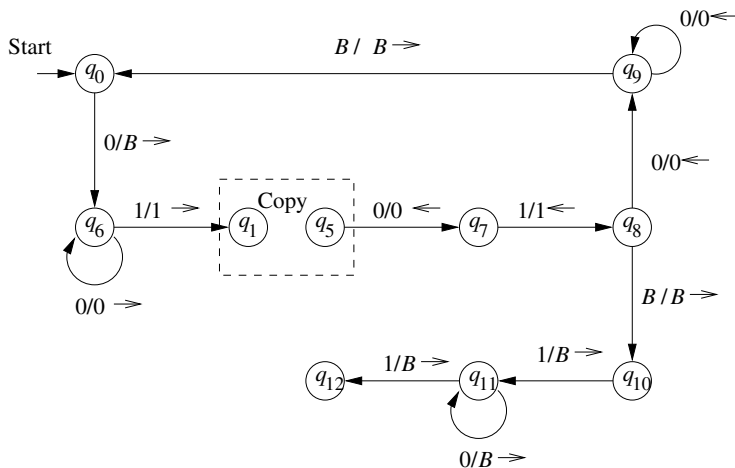 0/0 ←
Start
B / B →
q0
q9
0/B →
0/0 ←
Copy
1/1 →
0/0 ←
1/1 ←
q6
q1
q5
q7
q8
0/0 →
B / B →
1/B →
1/B →
q12
q11
q10
0/B →